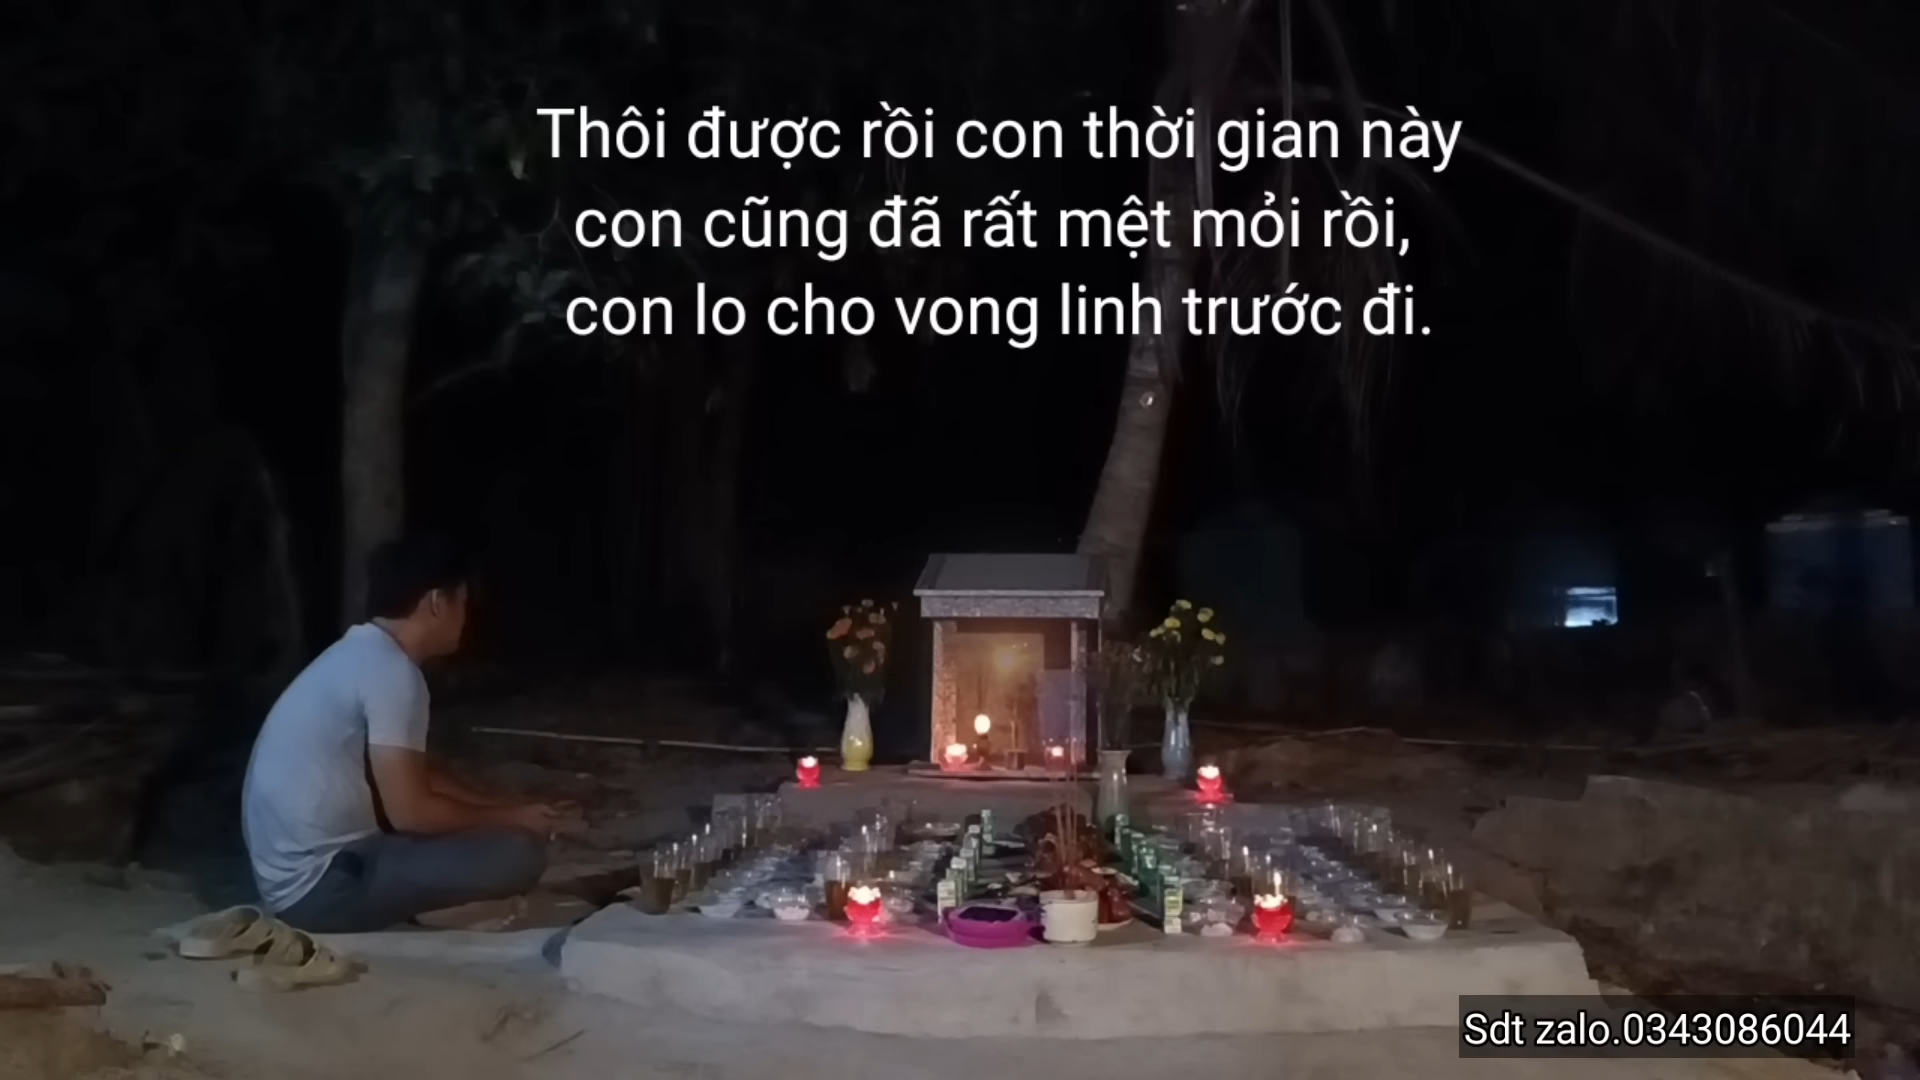 Thôi được rồi con thời gian này
con cũng đã rất mệt mỏi rồi,
con lo cho vong linh trước đi.
Sdt zalo.0343086044